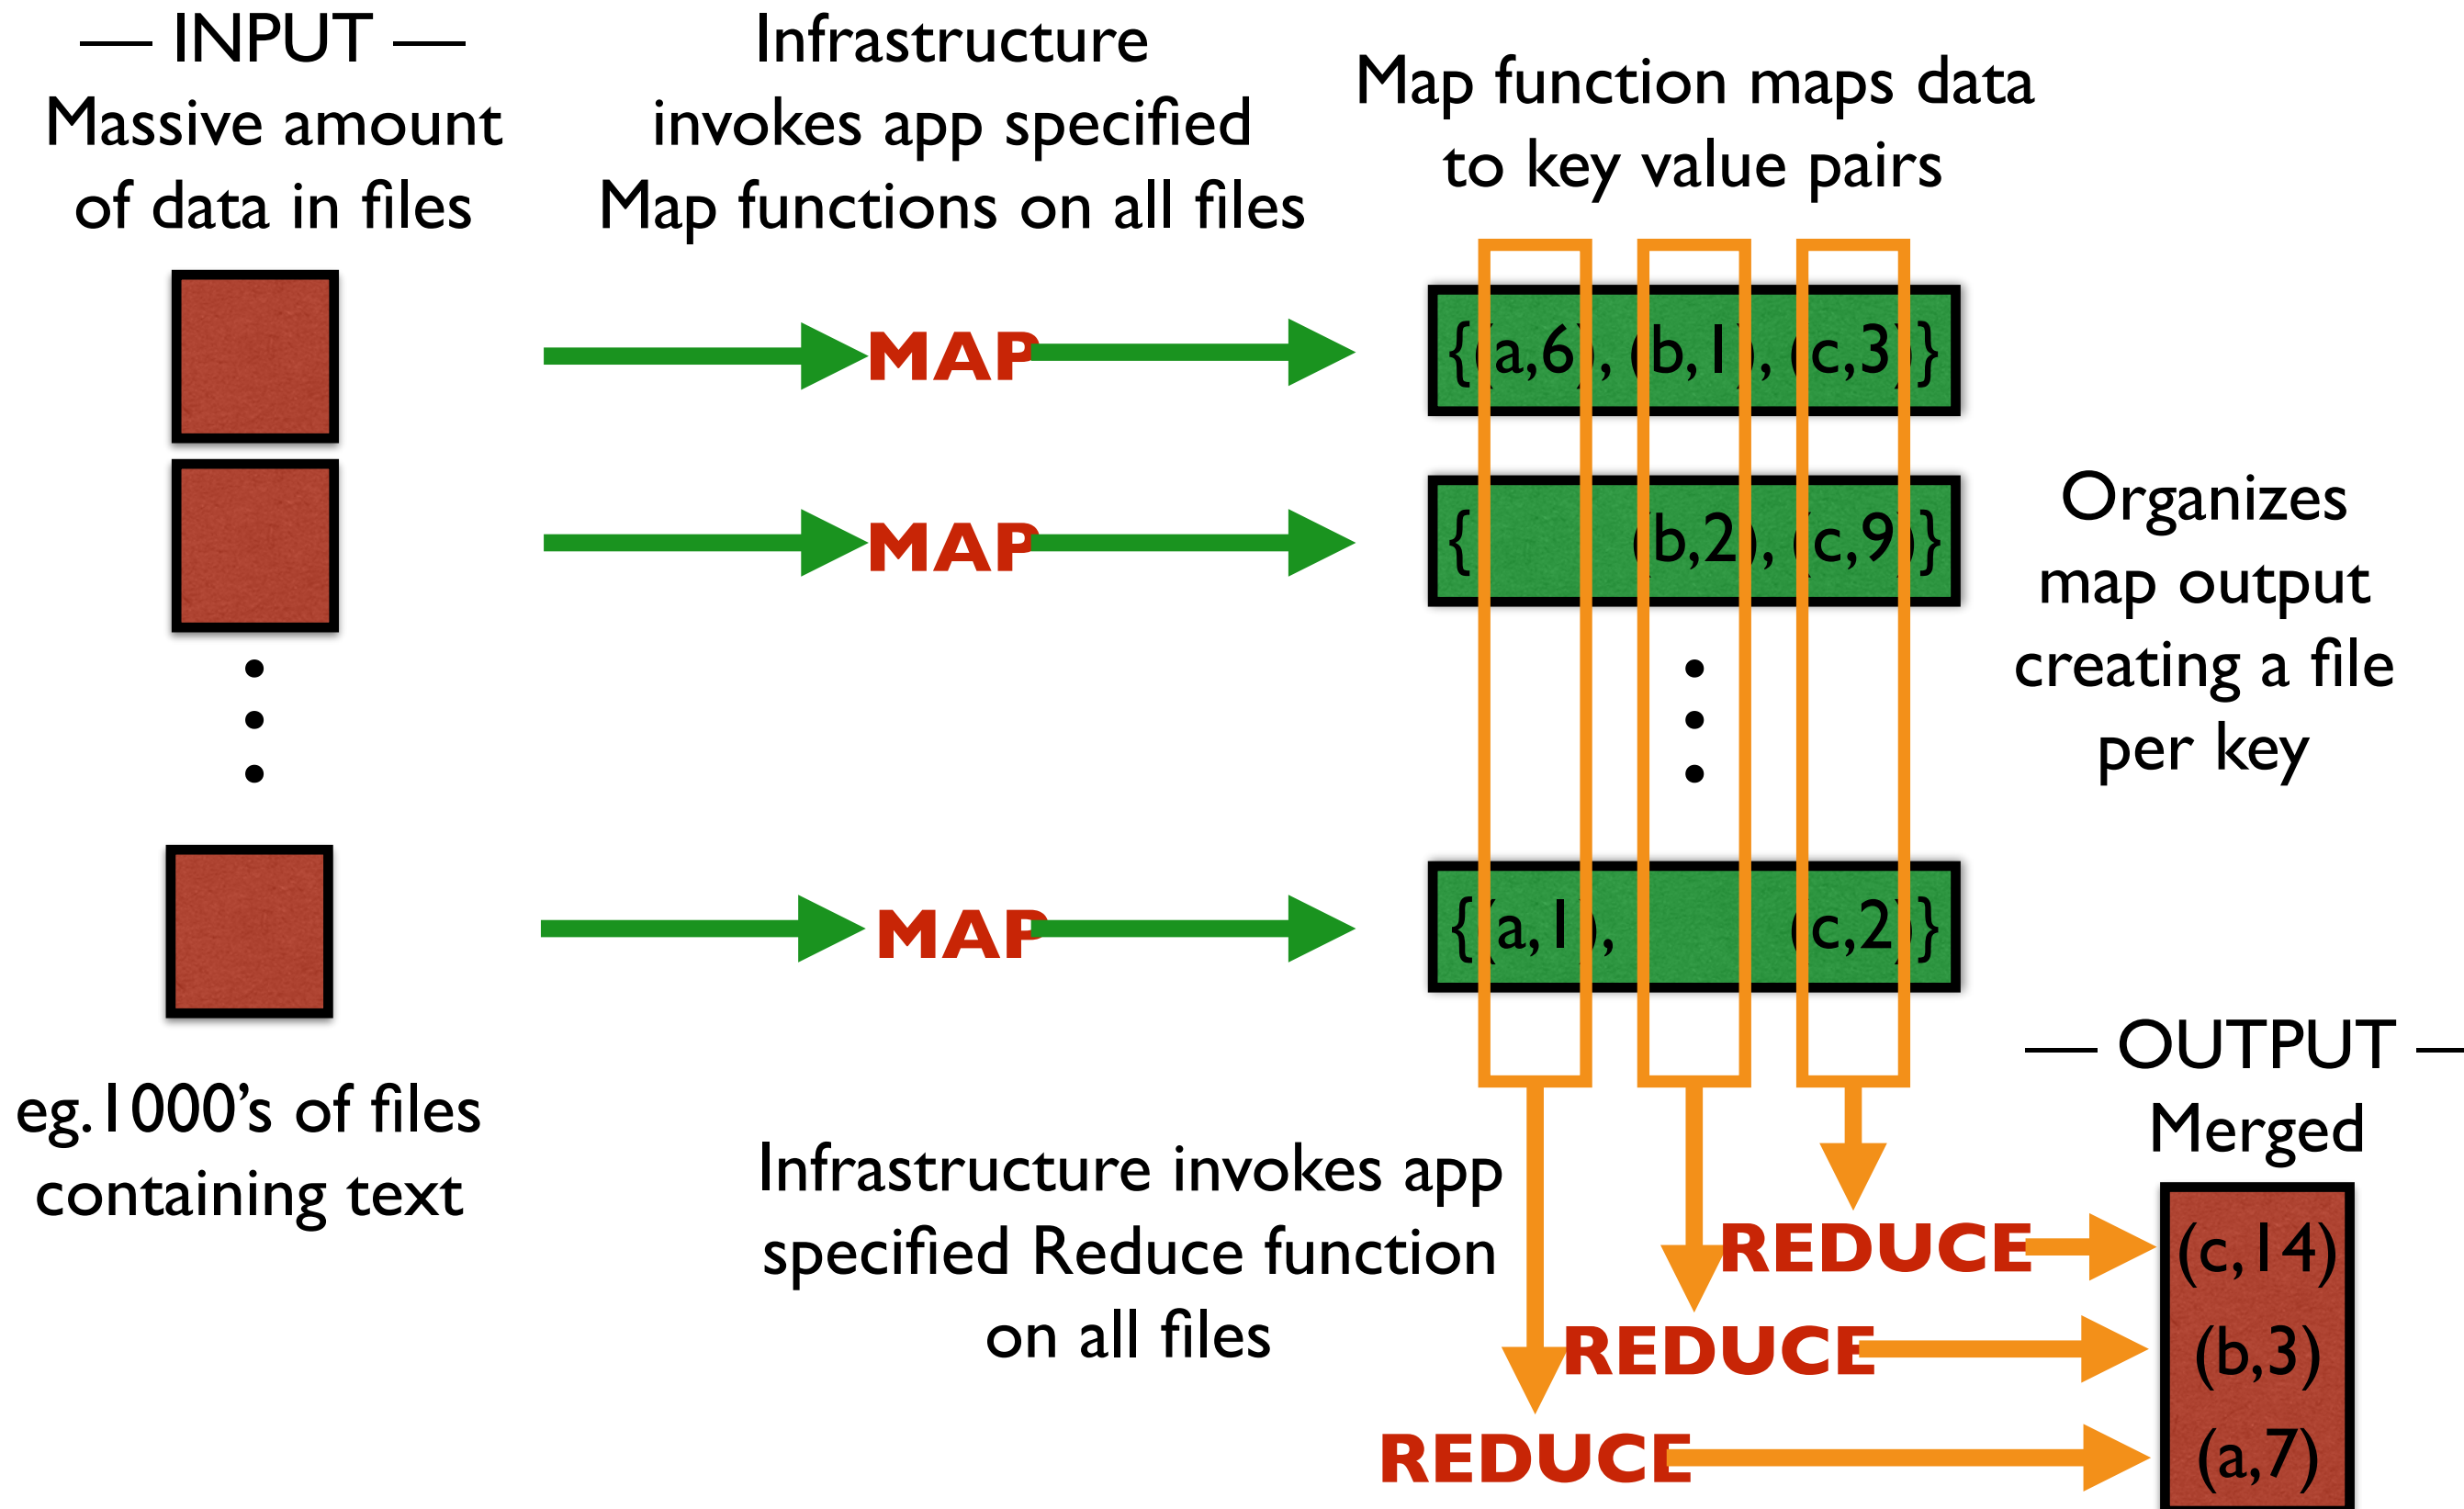 — INPUT —
Massive amount
of data in files
Infrastructure
invokes app specified
Map functions on all files
Map function maps data
to key value pairs
MAP
{(a,6), (b,1), (c,3)}
MAP
{ (b,2), (c,9)}
Organizes
map output
creating a file
per key
MAP
{(a,1), (c,2)}
eg. 1000's of files
containing text
Infrastructure invokes app
specified Reduce function
on all files
— OUTPUT —
Merged
REDUCE
(c,14)
REDUCE
(b,3)
REDUCE
(a,7)